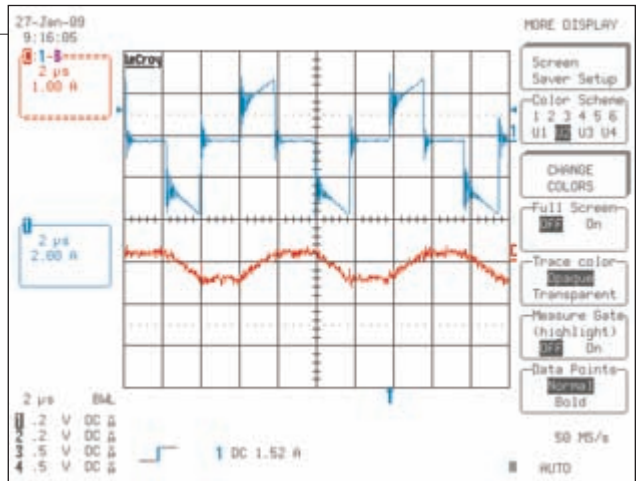 27-Jan-09
9:16:05
LeCroy
2 µs
1.00 A
1
2 µs
2.00 A
2 µs BWL
1 .2 V DC
2 .2 V DC
3 .5 V DC
4 .5 V DC
1 DC 1.52 A
MORE DISPLAY
Screen
Saver Setup
Color Scheme
1 2 3 4 5 6
U1 U2 U3 U4
CHANGE
COLORS
Full Screen
OFF On
Trace color
Opaque
Transparent
Measure Gate
(highlight)
OFF On
Data Points
Normal
Bold
50 MS/s
AUTO